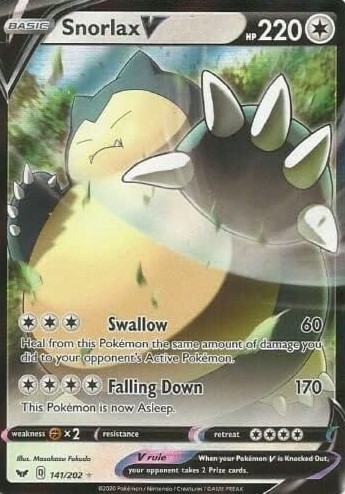 BASIC Snorlax V HP 220
Swallow 60
Heal from this Pokémon the same amount of damage you
did to your opponent's Active Pokémon.
Falling Down 170
This Pokémon is now Asleep.
weakness ×2 resistance retreat
Illus. Masakazu Fukuda
V rule When your Pokémon V is Knocked Out,
your opponent takes 2 Prize cards.
D 141/202
©2020 Pokémon / Nintendo / Creatures / GAME FREAK